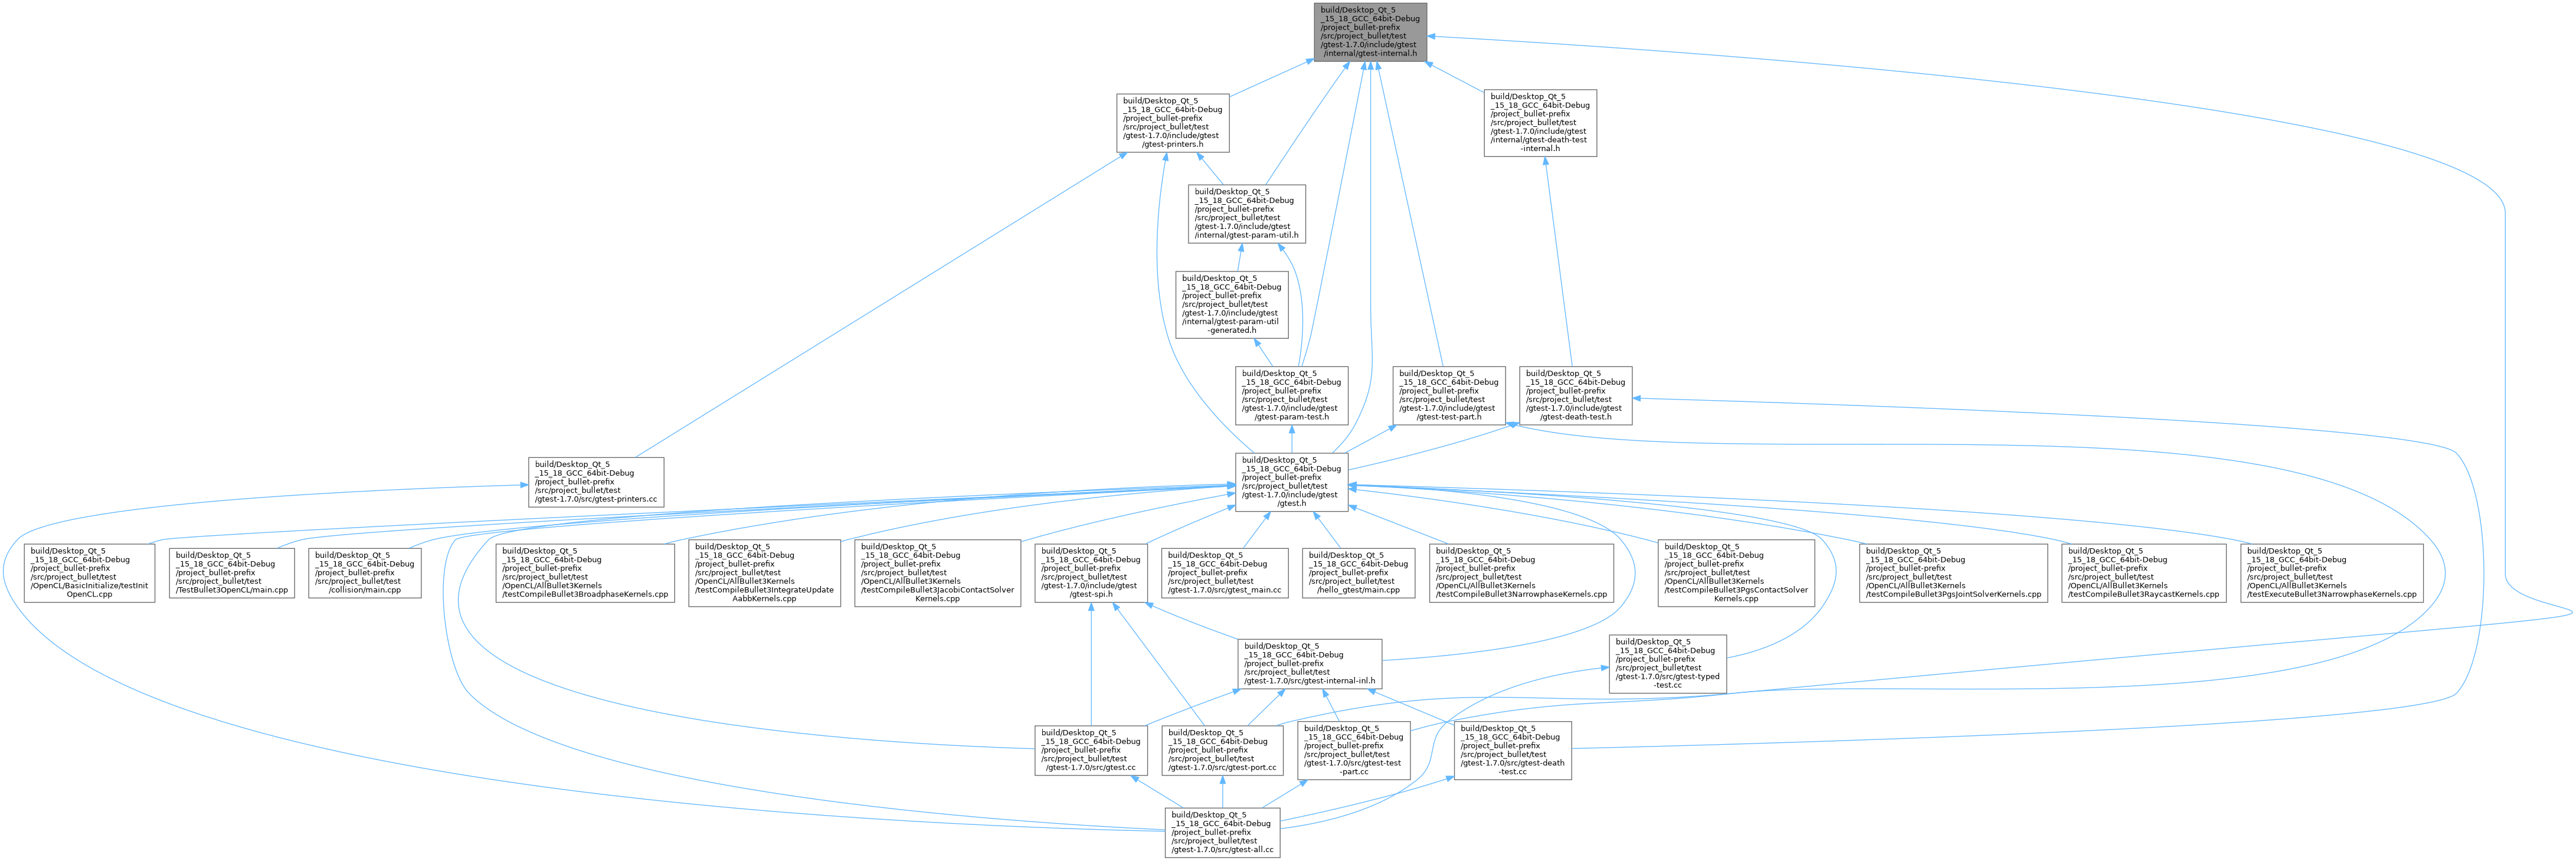 build/Desktop_Qt_5
_15_18_GCC_64bit-Debug
/project_bullet-prefix
/src/project_bullet/test
/gtest-1.7.0/include/gtest
/internal/gtest-internal.h
build/Desktop_Qt_5
_15_18_GCC_64bit-Debug
/project_bullet-prefix
/src/project_bullet/test
/gtest-1.7.0/include/gtest
/gtest-printers.h
build/Desktop_Qt_5
_15_18_GCC_64bit-Debug
/project_bullet-prefix
/src/project_bullet/test
/gtest-1.7.0/include/gtest
/internal/gtest-death-test
-internal.h
build/Desktop_Qt_5
_15_18_GCC_64bit-Debug
/project_bullet-prefix
/src/project_bullet/test
/gtest-1.7.0/include/gtest
/internal/gtest-param-util.h
build/Desktop_Qt_5
_15_18_GCC_64bit-Debug
/project_bullet-prefix
/src/project_bullet/test
/gtest-1.7.0/include/gtest
/internal/gtest-param-util
-generated.h
build/Desktop_Qt_5
_15_18_GCC_64bit-Debug
/project_bullet-prefix
/src/project_bullet/test
/gtest-1.7.0/include/gtest
/gtest-param-test.h
build/Desktop_Qt_5
_15_18_GCC_64bit-Debug
/project_bullet-prefix
/src/project_bullet/test
/gtest-1.7.0/include/gtest
/gtest-test-part.h
build/Desktop_Qt_5
_15_18_GCC_64bit-Debug
/project_bullet-prefix
/src/project_bullet/test
/gtest-1.7.0/include/gtest
/gtest-death-test.h
build/Desktop_Qt_5
_15_18_GCC_64bit-Debug
/project_bullet-prefix
/src/project_bullet/test
/gtest-1.7.0/src/gtest-printers.cc
build/Desktop_Qt_5
_15_18_GCC_64bit-Debug
/project_bullet-prefix
/src/project_bullet/test
/gtest-1.7.0/include/gtest
/gtest.h
build/Desktop_Qt_5
_15_18_GCC_64bit-Debug
/project_bullet-prefix
/src/project_bullet/test
/OpenCL/BasicInitialize/testInit
OpenCL.cpp
build/Desktop_Qt_5
_15_18_GCC_64bit-Debug
/project_bullet-prefix
/src/project_bullet/test
/TestBullet3OpenCL/main.cpp
build/Desktop_Qt_5
_15_18_GCC_64bit-Debug
/project_bullet-prefix
/src/project_bullet/test
/collision/main.cpp
build/Desktop_Qt_5
_15_18_GCC_64bit-Debug
/project_bullet-prefix
/src/project_bullet/test
/OpenCL/AllBullet3Kernels
/testCompileBullet3BroadphaseKernels.cpp
build/Desktop_Qt_5
_15_18_GCC_64bit-Debug
/project_bullet-prefix
/src/project_bullet/test
/OpenCL/AllBullet3Kernels
/testCompileBullet3IntegrateUpdate
AabbKernels.cpp
build/Desktop_Qt_5
_15_18_GCC_64bit-Debug
/project_bullet-prefix
/src/project_bullet/test
/OpenCL/AllBullet3Kernels
/testCompileBullet3JacobiContactSolver
Kernels.cpp
build/Desktop_Qt_5
_15_18_GCC_64bit-Debug
/project_bullet-prefix
/src/project_bullet/test
/gtest-1.7.0/include/gtest
/gtest-spi.h
build/Desktop_Qt_5
_15_18_GCC_64bit-Debug
/project_bullet-prefix
/src/project_bullet/test
/gtest-1.7.0/src/gtest_main.cc
build/Desktop_Qt_5
_15_18_GCC_64bit-Debug
/project_bullet-prefix
/src/project_bullet/test
/hello_gtest/main.cpp
build/Desktop_Qt_5
_15_18_GCC_64bit-Debug
/project_bullet-prefix
/src/project_bullet/test
/OpenCL/AllBullet3Kernels
/testCompileBullet3NarrowphaseKernels.cpp
build/Desktop_Qt_5
_15_18_GCC_64bit-Debug
/project_bullet-prefix
/src/project_bullet/test
/OpenCL/AllBullet3Kernels
/testCompileBullet3PgsContactSolver
Kernels.cpp
build/Desktop_Qt_5
_15_18_GCC_64bit-Debug
/project_bullet-prefix
/src/project_bullet/test
/OpenCL/AllBullet3Kernels
/testCompileBullet3PgsJointSolverKernels.cpp
build/Desktop_Qt_5
_15_18_GCC_64bit-Debug
/project_bullet-prefix
/src/project_bullet/test
/OpenCL/AllBullet3Kernels
/testCompileBullet3RaycastKernels.cpp
build/Desktop_Qt_5
_15_18_GCC_64bit-Debug
/project_bullet-prefix
/src/project_bullet/test
/OpenCL/AllBullet3Kernels
/testExecuteBullet3NarrowphaseKernels.cpp
build/Desktop_Qt_5
_15_18_GCC_64bit-Debug
/project_bullet-prefix
/src/project_bullet/test
/gtest-1.7.0/src/gtest-internal-inl.h
build/Desktop_Qt_5
_15_18_GCC_64bit-Debug
/project_bullet-prefix
/src/project_bullet/test
/gtest-1.7.0/src/gtest-typed
-test.cc
build/Desktop_Qt_5
_15_18_GCC_64bit-Debug
/project_bullet-prefix
/src/project_bullet/test
/gtest-1.7.0/src/gtest.cc
build/Desktop_Qt_5
_15_18_GCC_64bit-Debug
/project_bullet-prefix
/src/project_bullet/test
/gtest-1.7.0/src/gtest-port.cc
build/Desktop_Qt_5
_15_18_GCC_64bit-Debug
/project_bullet-prefix
/src/project_bullet/test
/gtest-1.7.0/src/gtest-test
-part.cc
build/Desktop_Qt_5
_15_18_GCC_64bit-Debug
/project_bullet-prefix
/src/project_bullet/test
/gtest-1.7.0/src/gtest-death
-test.cc
build/Desktop_Qt_5
_15_18_GCC_64bit-Debug
/project_bullet-prefix
/src/project_bullet/test
/gtest-1.7.0/src/gtest-all.cc